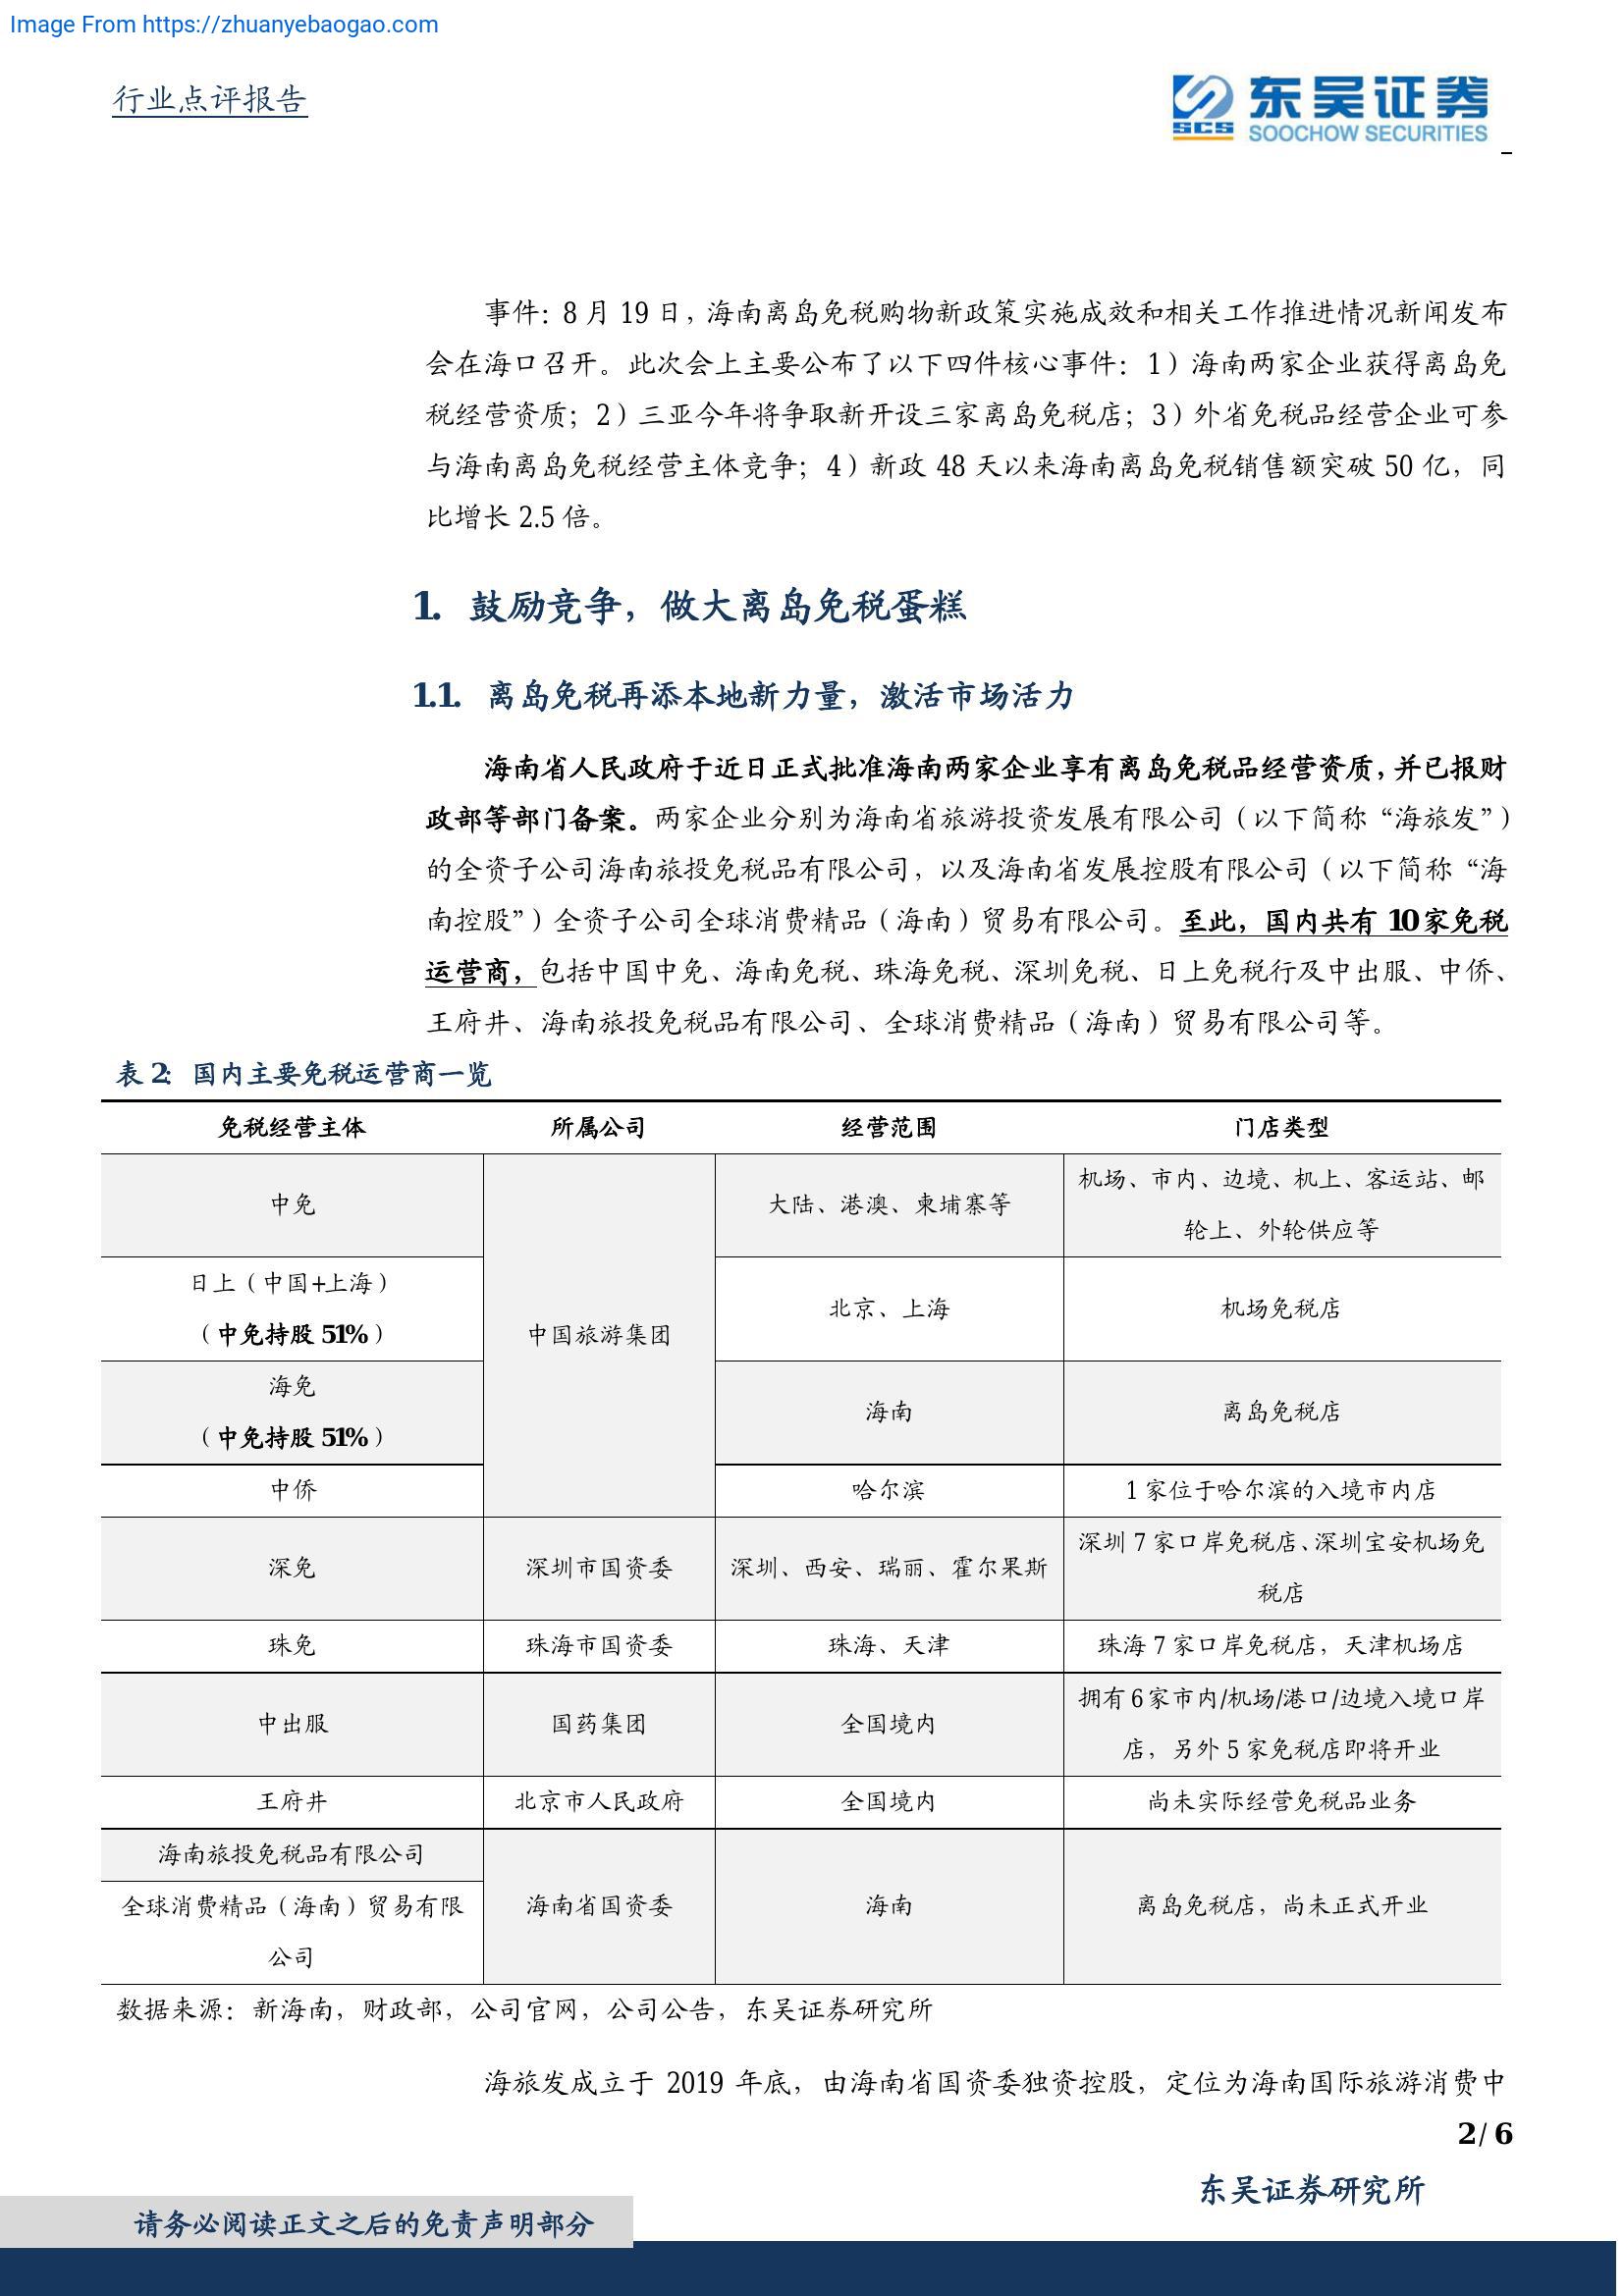 Image From https://zhuanyebaogao.com
行业点评报告
SCS
东吴证券
SOOCHOW SECURITIES
事件：8 月 19 日，海南离岛免税购物新政策实施成效和相关工作推进情况新闻发布
会在海口召开。此次会上主要公布了以下四件核心事件：1）海南两家企业获得离岛免
税经营资质；2）三亚今年将争取新开设三家离岛免税店；3）外省免税品经营企业可参
与海南离岛免税经营主体竞争；4）新政 48 天以来海南离岛免税销售额突破 50 亿，同
比增长 2.5 倍。
1. 鼓励竞争，做大离岛免税蛋糕
1.1. 离岛免税再添本地新力量，激活市场活力
海南省人民政府于近日正式批准海南两家企业享有离岛免税品经营资质，并已报财
政部等部门备案。两家企业分别为海南省旅游投资发展有限公司（以下简称“海旅发”）
的全资子公司海南旅投免税品有限公司，以及海南省发展控股有限公司（以下简称“海
南控股”）全资子公司全球消费精品（海南）贸易有限公司。至此，国内共有 10 家免税
运营商，包括中国中免、海南免税、珠海免税、深圳免税、日上免税行及中出服、中侨、
王府井、海南旅投免税品有限公司、全球消费精品（海南）贸易有限公司等。
表 2：国内主要免税运营商一览
免税经营主体 所属公司 经营范围 门店类型
中免 大陆、港澳、柬埔寨等 机场、市内、边境、机上、客运站、邮
轮上、外轮供应等
日上（中国+上海）
（中免持股 51%）
中国旅游集团
北京、上海 机场免税店
海免
（中免持股 51%）
海南 离岛免税店
中侨 哈尔滨 1 家位于哈尔滨的入境市内店
深免 深圳市国资委 深圳、西安、瑞丽、霍尔果斯 深圳 7 家口岸免税店、深圳宝安机场免
税店
珠免 珠海市国资委 珠海、天津 珠海 7 家口岸免税店，天津机场店
中出服 国药集团 全国境内 拥有 6 家市内/机场/港口/边境入境口岸
店，另外 5 家免税店即将开业
王府井 北京市人民政府 全国境内 尚未实际经营免税品业务
海南旅投免税品有限公司
全球消费精品（海南）贸易有限
公司
海南省国资委 海南 离岛免税店，尚未正式开业
数据来源：新海南，财政部，公司官网，公司公告，东吴证券研究所
海旅发成立于 2019 年底，由海南省国资委独资控股，定位为海南国际旅游消费中
2 / 6
东吴证券研究所
请务必阅读正文之后的免责声明部分